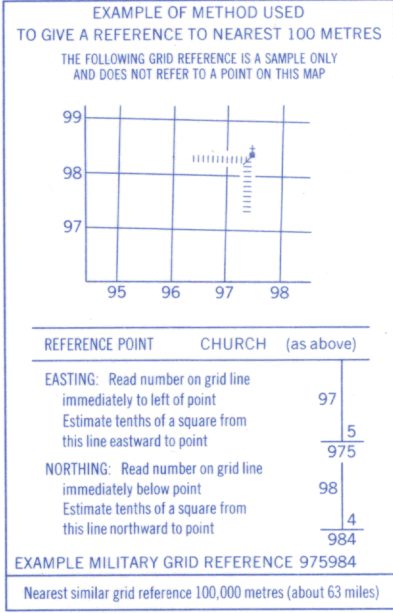 EXAMPLE OF METHOD USED
TO GIVE A REFERENCE TO NEAREST 100 METRES
THE FOLLOWING GRID REFERENCE IS A SAMPLE ONLY
AND DOES NOT REFER TO A POINT ON THIS MAP
99
98
97
95 96 97 98
REFERENCE POINT CHURCH (as above)
EASTING: Read number on grid line
immediately to left of point 97
Estimate tenths of a square from
this line eastward to point 5
975
NORTHING: Read number on grid line
immediately below point 98
Estimate tenths of a square from
this line northward to point 4
984
EXAMPLE MILITARY GRID REFERENCE 975984
Nearest similar grid reference 100,000 metres (about 63 miles)